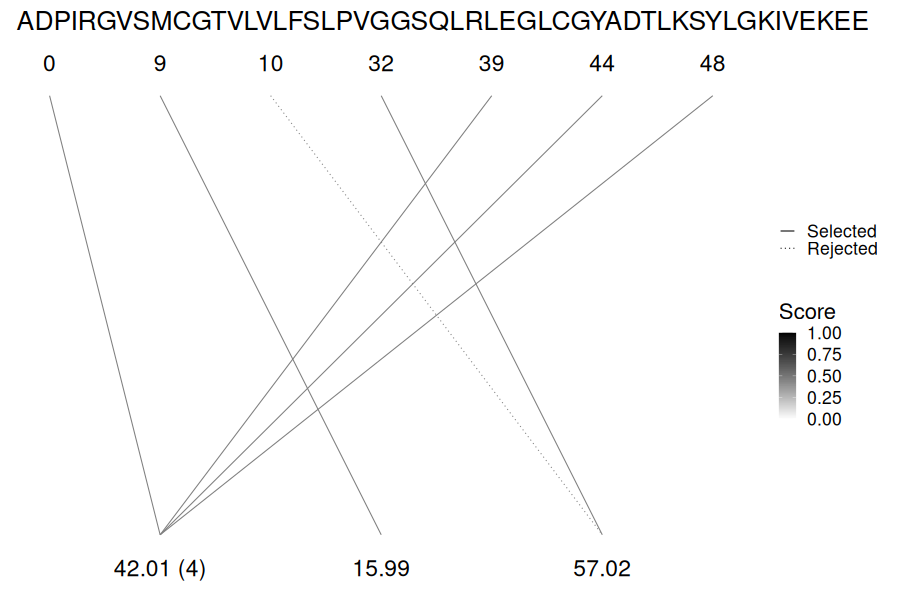 ADPIRGVSMCGTVLVLFSLPVGGSQLRLEGLCGYADTLKSYLGKIVEKEE
0 9 10 32 39 44 48
Selected
Rejected
Score
1.00
0.75
0.50
0.25
0.00
42.01 (4) 15.99 57.02